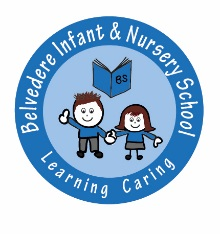 Belvedere Infant & Nursery School
BS
Learning Caring